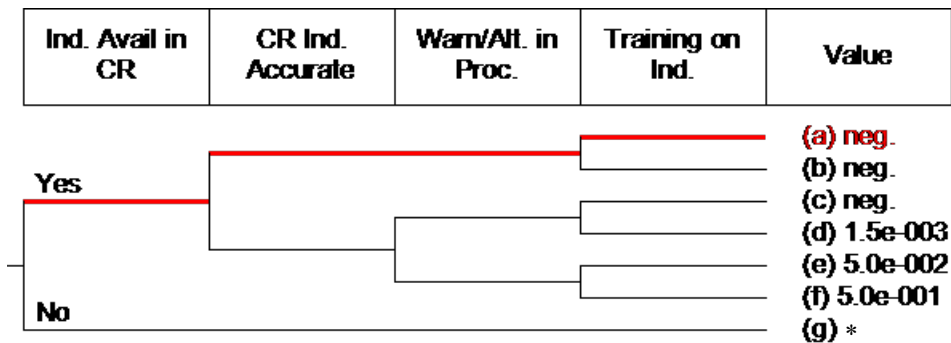 Ind. Avail in
CR
CR Ind.
Accurate
Warn/Alt. in
Proc.
Training on
Ind.
Value
Yes
No
(a) neg.
(b) neg.
(c) neg.
(d) 1.5e-003
(e) 5.0e-002
(f) 5.0e-001
(g) *